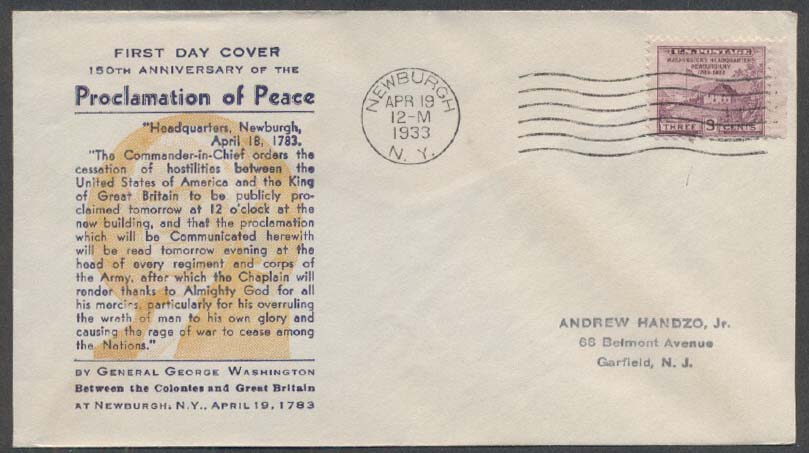 FIRST DAY COVER
150TH ANNIVERSARY OF THE
Proclamation of Peace
"Headquarters, Newburgh,
April 18, 1783.
"The Commander-in-Chief orders the
cessation of hostilities between the
United States of America and the King
of Great Britain to be publicly pro-
claimed tomorrow at 12 o'clock at the
new building, and that the proclamation
which will be Communicated herewith
will be read tomorrow evening at the
head of every regiment and corps of
the Army, after which the Chaplain will
render thanks to Almighty God for all
his mercies, particularly for his overruling
the wrath of man to his own glory and
causing the rage of war to cease among
the Nations."
BY GENERAL GEORGE WASHINGTON
Between the Colonies and Great Britain
AT NEWBURGH, N.Y., APRIL 19, 1783
NEWBURGH
APR 19
12-M
1933
N. Y.
U.S. POSTAGE
WASHINGTON'S HEADQUARTERS
NEWBURGH, N.Y.
1783-1933
THREE 3 CENTS
ANDREW HANDZO, Jr.
68 Belmont Avenue
Garfield, N. J.